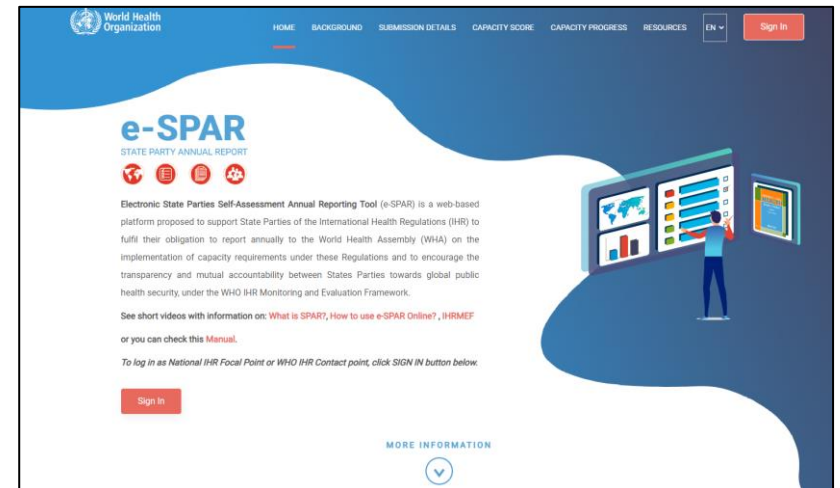 World Health
Organization
HOME BACKGROUND SUBMISSION DETAILS CAPACITY SCORE CAPACITY PROGRESS RESOURCES EN Sign In
e-SPAR
STATE PARTY ANNUAL REPORT
Electronic State Parties Self-Assessment Annual Reporting Tool (e-SPAR) is a web-based
platform proposed to support State Parties of the International Health Regulations (IHR) to
fulfil their obligation to report annually to the World Health Assembly (WHA) on the
implementation of capacity requirements under these Regulations and to encourage the
transparency and mutual accountability between States Parties towards global public
health security, under the WHO IHR Monitoring and Evaluation Framework.
See short videos with information on: What is SPAR?, How to use e-SPAR Online? , IHRMEF
or you can check this Manual.
To log in as National IHR Focal Point or WHO IHR Contact point, click SIGN IN button below.
Sign In
MORE INFORMATION